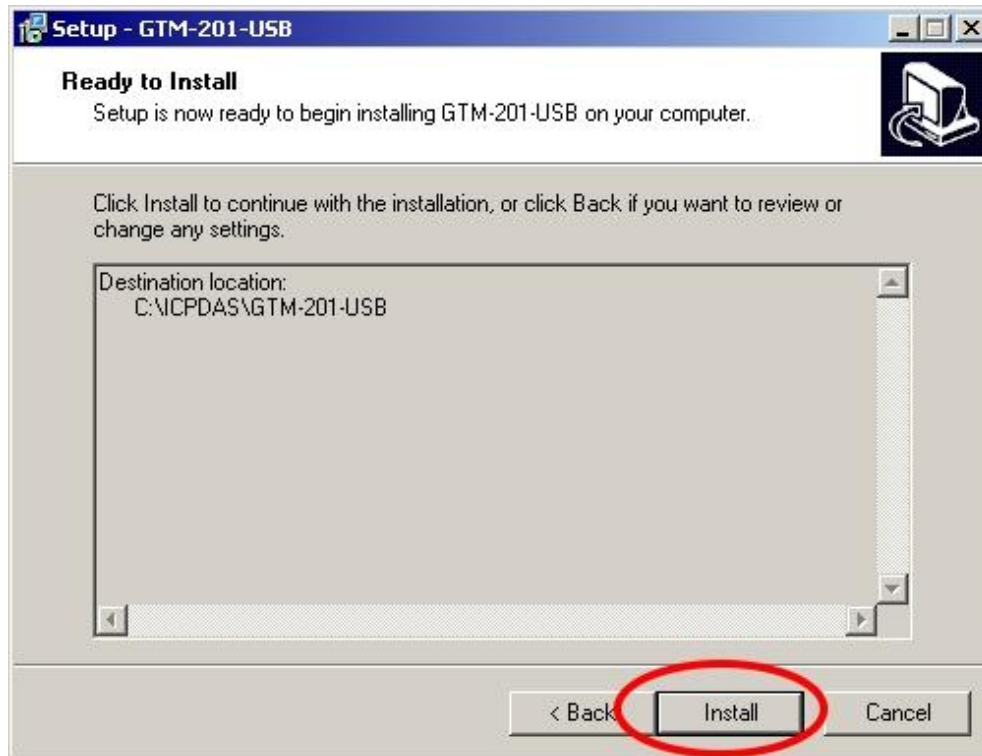 Setup - GTM-201-USB
Ready to Install
Setup is now ready to begin installing GTM-201-USB on your computer.
Click Install to continue with the installation, or click Back if you want to review or
change any settings.
Destination location:
C:\ICPDAS\GTM-201-USB
< Back
Install
Cancel